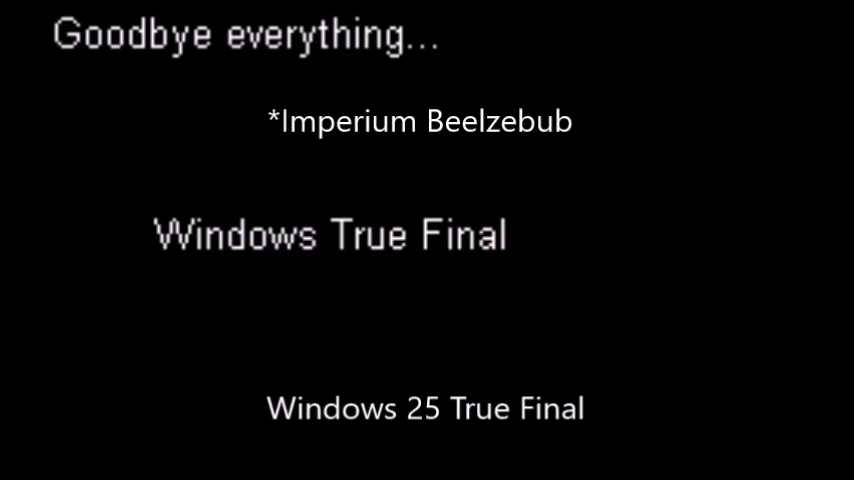 Goodbye everything...
*Imperium Beelzebub
Windows True Final
Windows 25 True Final